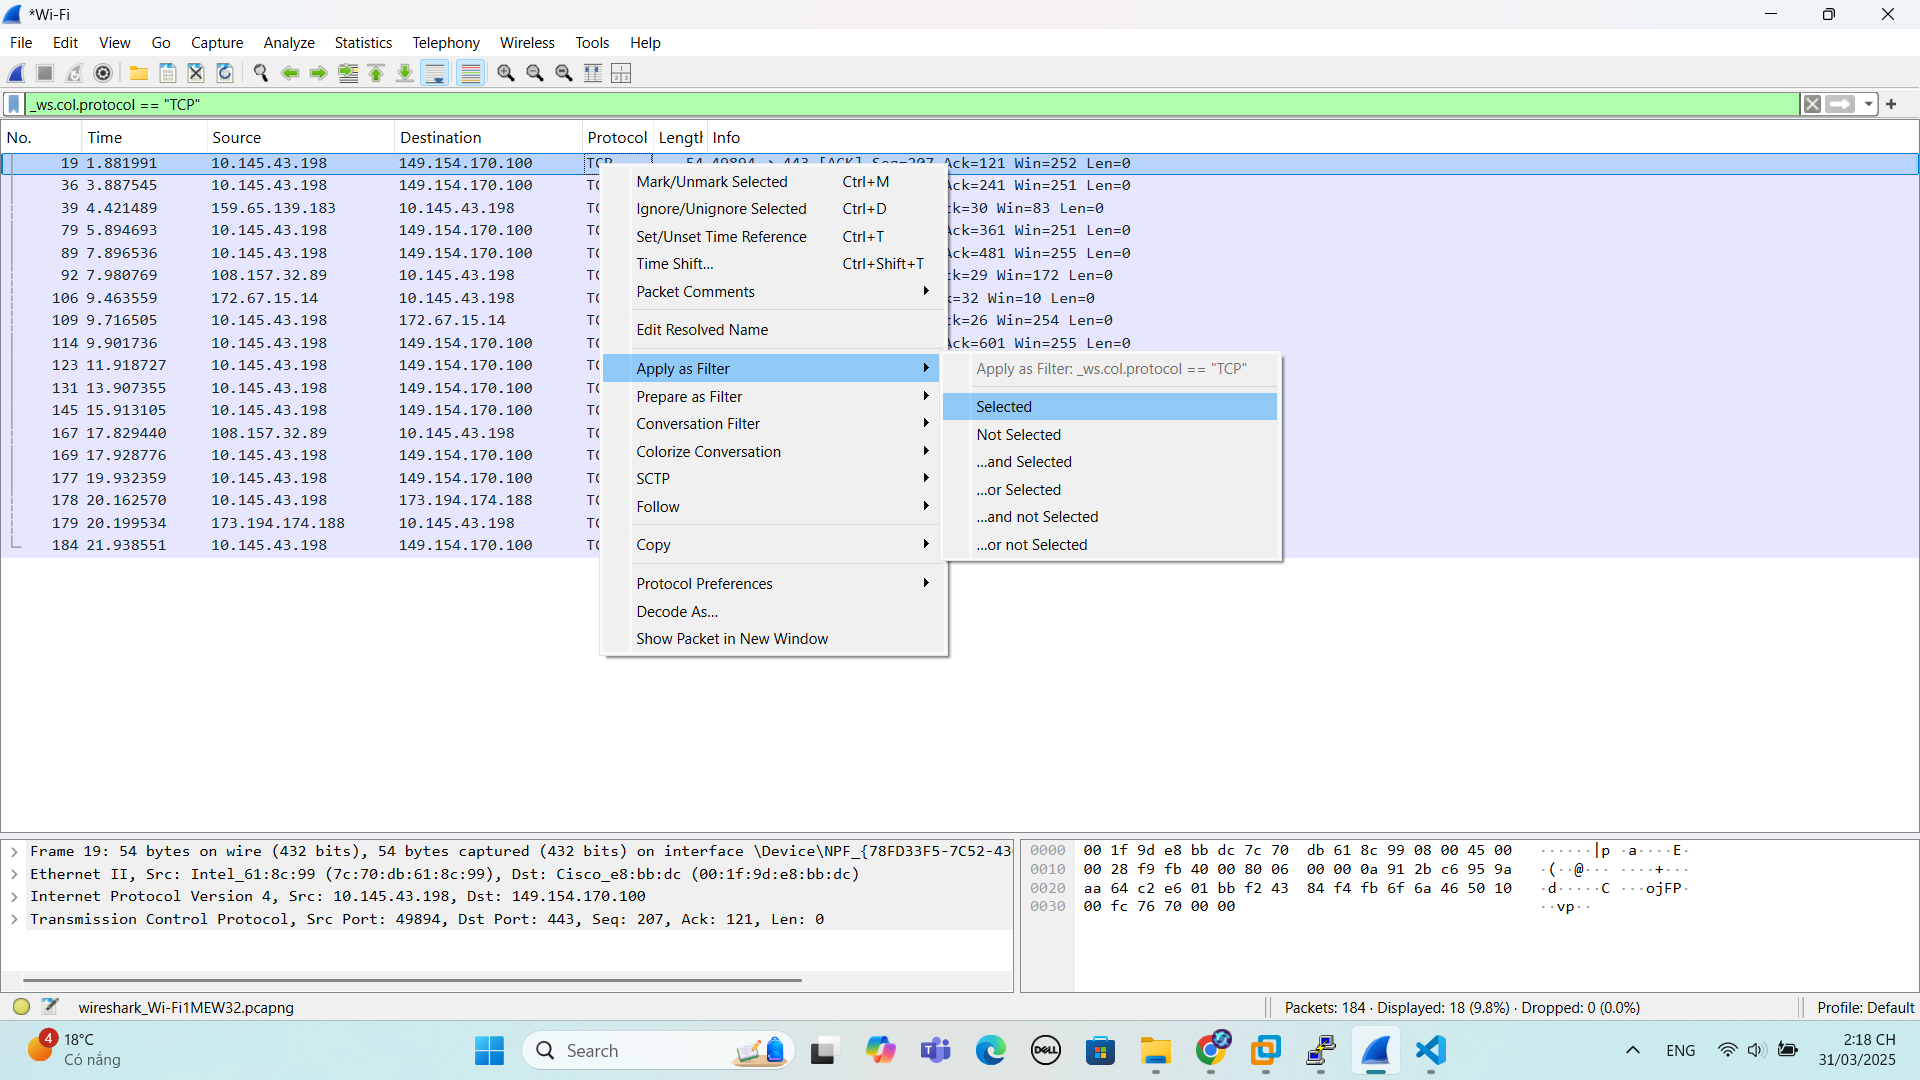 *Wi-Fi
File Edit View Go Capture Analyze Statistics Telephony Wireless Tools Help
_ws.col.protocol == "TCP"
No. Time Source Destination Protocol Length Info
19 1.881991 10.145.43.198 149.154.170.100 TCP 54 49894 → 443 [ACK] Seq=207 Ack=121 Win=252 Len=0
36 3.887545 10.145.43.198 149.154.170.100 Ack=241 Win=251 Len=0
39 4.421489 159.65.139.183 10.145.43.198 ck=30 Win=83 Len=0
79 5.894693 10.145.43.198 149.154.170.100 Ack=361 Win=251 Len=0
89 7.896536 10.145.43.198 149.154.170.100 Ack=481 Win=255 Len=0
92 7.980769 108.157.32.89 10.145.43.198 ck=29 Win=172 Len=0
106 9.463559 172.67.15.14 10.145.43.198 k=32 Win=10 Len=0
109 9.716505 10.145.43.198 172.67.15.14 ck=26 Win=254 Len=0
114 9.901736 10.145.43.198 149.154.170.100 Ack=601 Win=255 Len=0
123 11.918727 10.145.43.198 149.154.170.100
131 13.907355 10.145.43.198 149.154.170.100
145 15.913105 10.145.43.198 149.154.170.100
167 17.829440 108.157.32.89 10.145.43.198
169 17.928776 10.145.43.198 149.154.170.100
177 19.932359 10.145.43.198 149.154.170.100
178 20.162570 10.145.43.198 173.194.174.188
179 20.199534 173.194.174.188 10.145.43.198
184 21.938551 10.145.43.198 149.154.170.100
Mark/Unmark Selected Ctrl+M
Ignore/Unignore Selected Ctrl+D
Set/Unset Time Reference Ctrl+T
Time Shift... Ctrl+Shift+T
Packet Comments
Edit Resolved Name
Apply as Filter
Prepare as Filter
Conversation Filter
Colorize Conversation
SCTP
Follow
Copy
Protocol Preferences
Decode As...
Show Packet in New Window
Apply as Filter: _ws.col.protocol == "TCP"
Selected
Not Selected
...and Selected
...or Selected
...and not Selected
...or not Selected
Frame 19: 54 bytes on wire (432 bits), 54 bytes captured (432 bits) on interface \Device\NPF_{78FD33F5-7C52-43
Ethernet II, Src: Intel_61:8c:99 (7c:70:db:61:8c:99), Dst: Cisco_e8:bb:dc (00:1f:9d:e8:bb:dc)
Internet Protocol Version 4, Src: 10.145.43.198, Dst: 149.154.170.100
Transmission Control Protocol, Src Port: 49894, Dst Port: 443, Seq: 207, Ack: 121, Len: 0
0000 00 1f 9d e8 bb dc 7c 70 db 61 8c 99 08 00 45 00 ······|p ·a····E·
0010 00 28 f9 fb 40 00 80 06 00 00 0a 91 2b c6 95 9a ·(··@··· ····+···
0020 aa 64 c2 e6 01 bb f2 43 84 f4 fb 6f 6a 46 50 10 ·d·····C ···ojFP·
0030 00 fc 76 70 00 00 ··vp··
wireshark_Wi-Fi1MEW32.pcapng
Packets: 184 · Displayed: 18 (9.8%) · Dropped: 0 (0.0%)
Profile: Default
4
18°C
Có nắng
Search
DELL
ENG
2:18 CH
31/03/2025